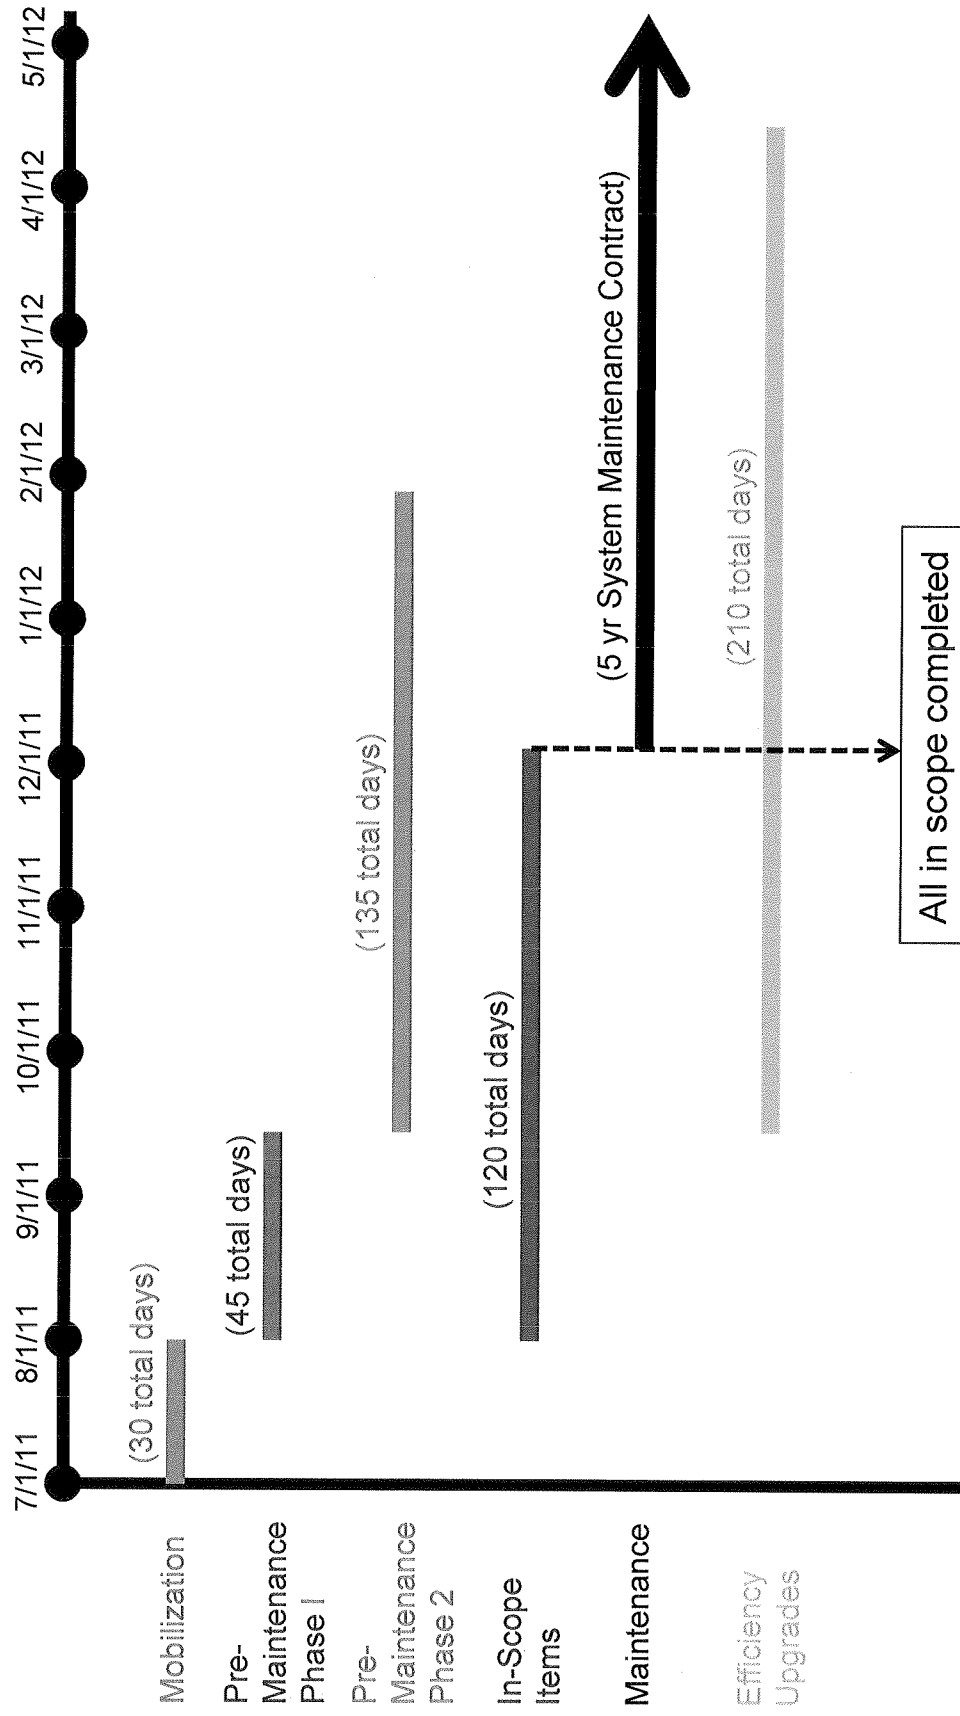 7/1/11 8/1/11 9/1/11 10/1/11 11/1/11 12/1/11 1/1/12 2/1/12 3/1/12 4/1/12 5/1/12
(30 total days)
Mobilization
(45 total days)
Pre-
Maintenance
Phase I
(135 total days)
Pre-
Maintenance
Phase 2
(120 total days)
In-Scope
Items
(5 yr System Maintenance Contract)
Maintenance
(210 total days)
Efficiency
Upgrades
All in scope completed